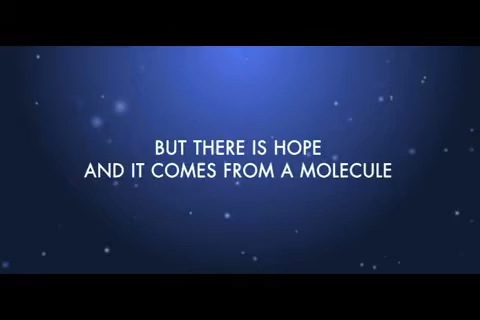 BUT THERE IS HOPE
AND IT COMES FROM A MOLECULE